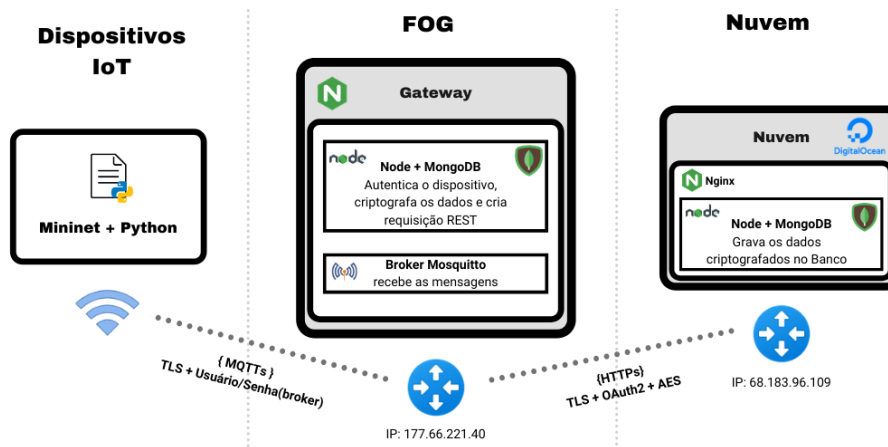 Dispositivos
IoT
Mininet + Python
{ MQTTs }
TLS + Usuário/Senha(broker)
FOG
Gateway
node
Node + MongoDB
Autentica o dispositivo,
criptografa os dados e cria
requisição REST
Broker Mosquitto
recebe as mensagens
IP: 177.66.221.40
{HTTPs}
TLS + OAuth2 + AES
Nuvem
Nuvem
DigitalOcean
Nginx
node
Node + MongoDB
Grava os dados
criptografados no Banco
IP: 68.183.96.109